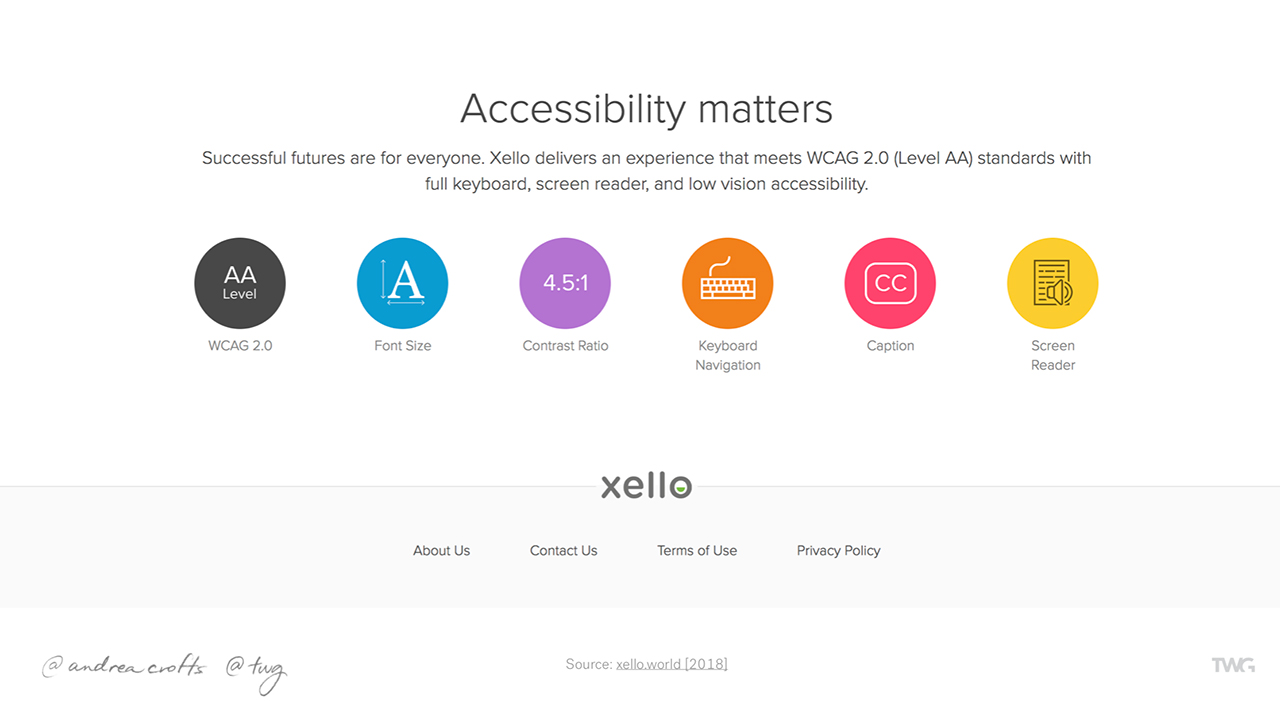 Accessibility matters
Successful futures are for everyone. Xello delivers an experience that meets WCAG 2.0 (Level AA) standards with
full keyboard, screen reader, and low vision accessibility.
AA
Level
A
4.5:1
CC
WCAG 2.0
Font Size
Contrast Ratio
Keyboard
Navigation
Caption
Screen
Reader
xello
About Us
Contact Us
Terms of Use
Privacy Policy
@andreacrofts @twg
Source: xello.world [2018]
TWG